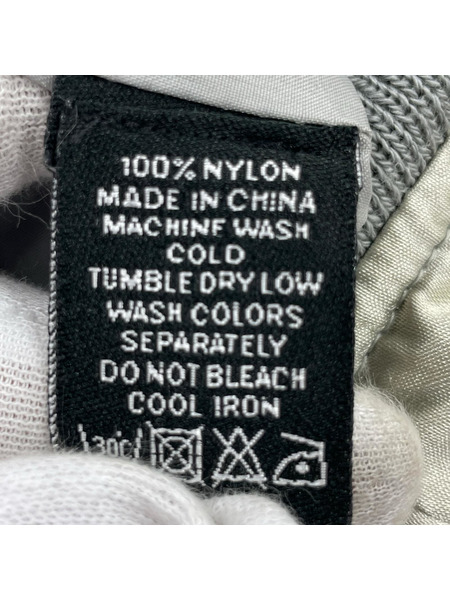 100% NYLON
MADE IN CHINA
MACHINE WASH
COLD
TUMBLE DRY LOW
WASH COLORS
SEPARATELY
DO NOT BLEACH
COOL IRON
30C